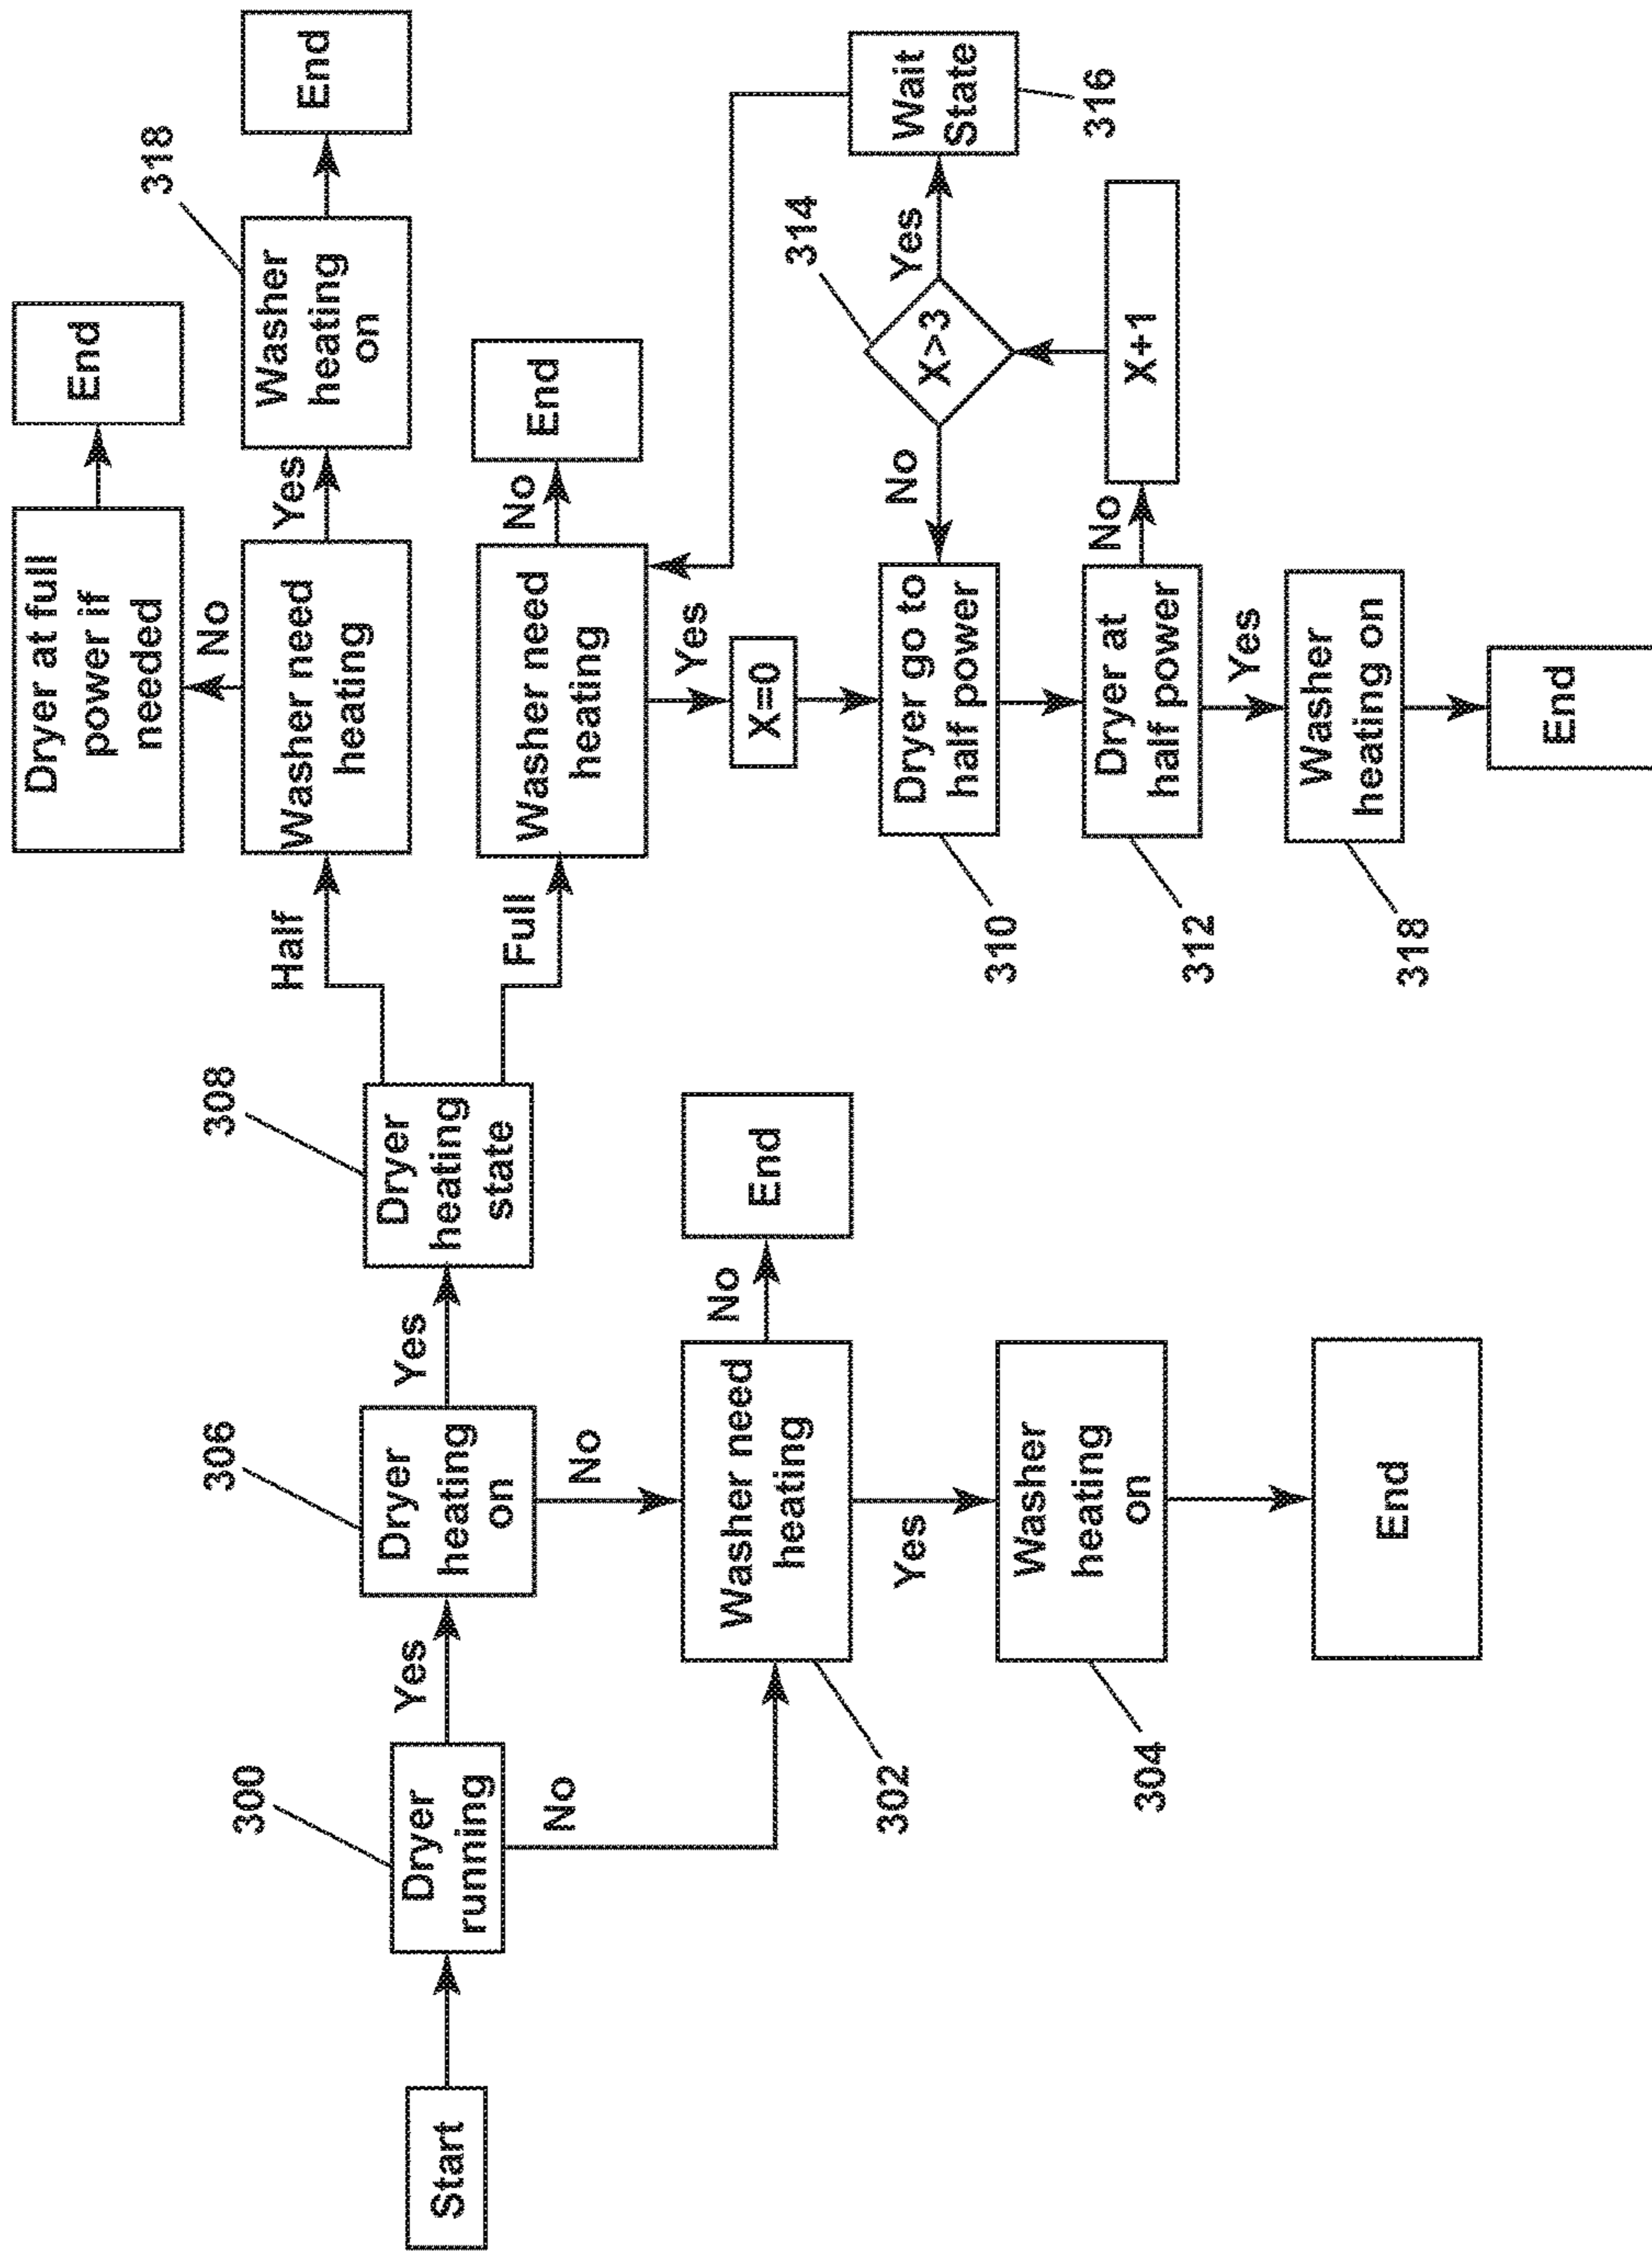 Start
300
Dryer
running
Yes
No
306
Dryer
heating
on
Yes
No
302
Washer need
heating
No
End
Yes
304
Washer
heating
on
End
308
Dryer
heating
state
Half
Full
Washer need
heating
No
Dryer at full
power if
needed
End
Yes
318
Washer
heating
on
End
Washer need
heating
No
End
Yes
X=0
310
Dryer go to
half power
312
Dryer at
half power
No
X+1
314
X>3
No
Yes
Wait
State
316
Yes
318
Washer
heating on
End